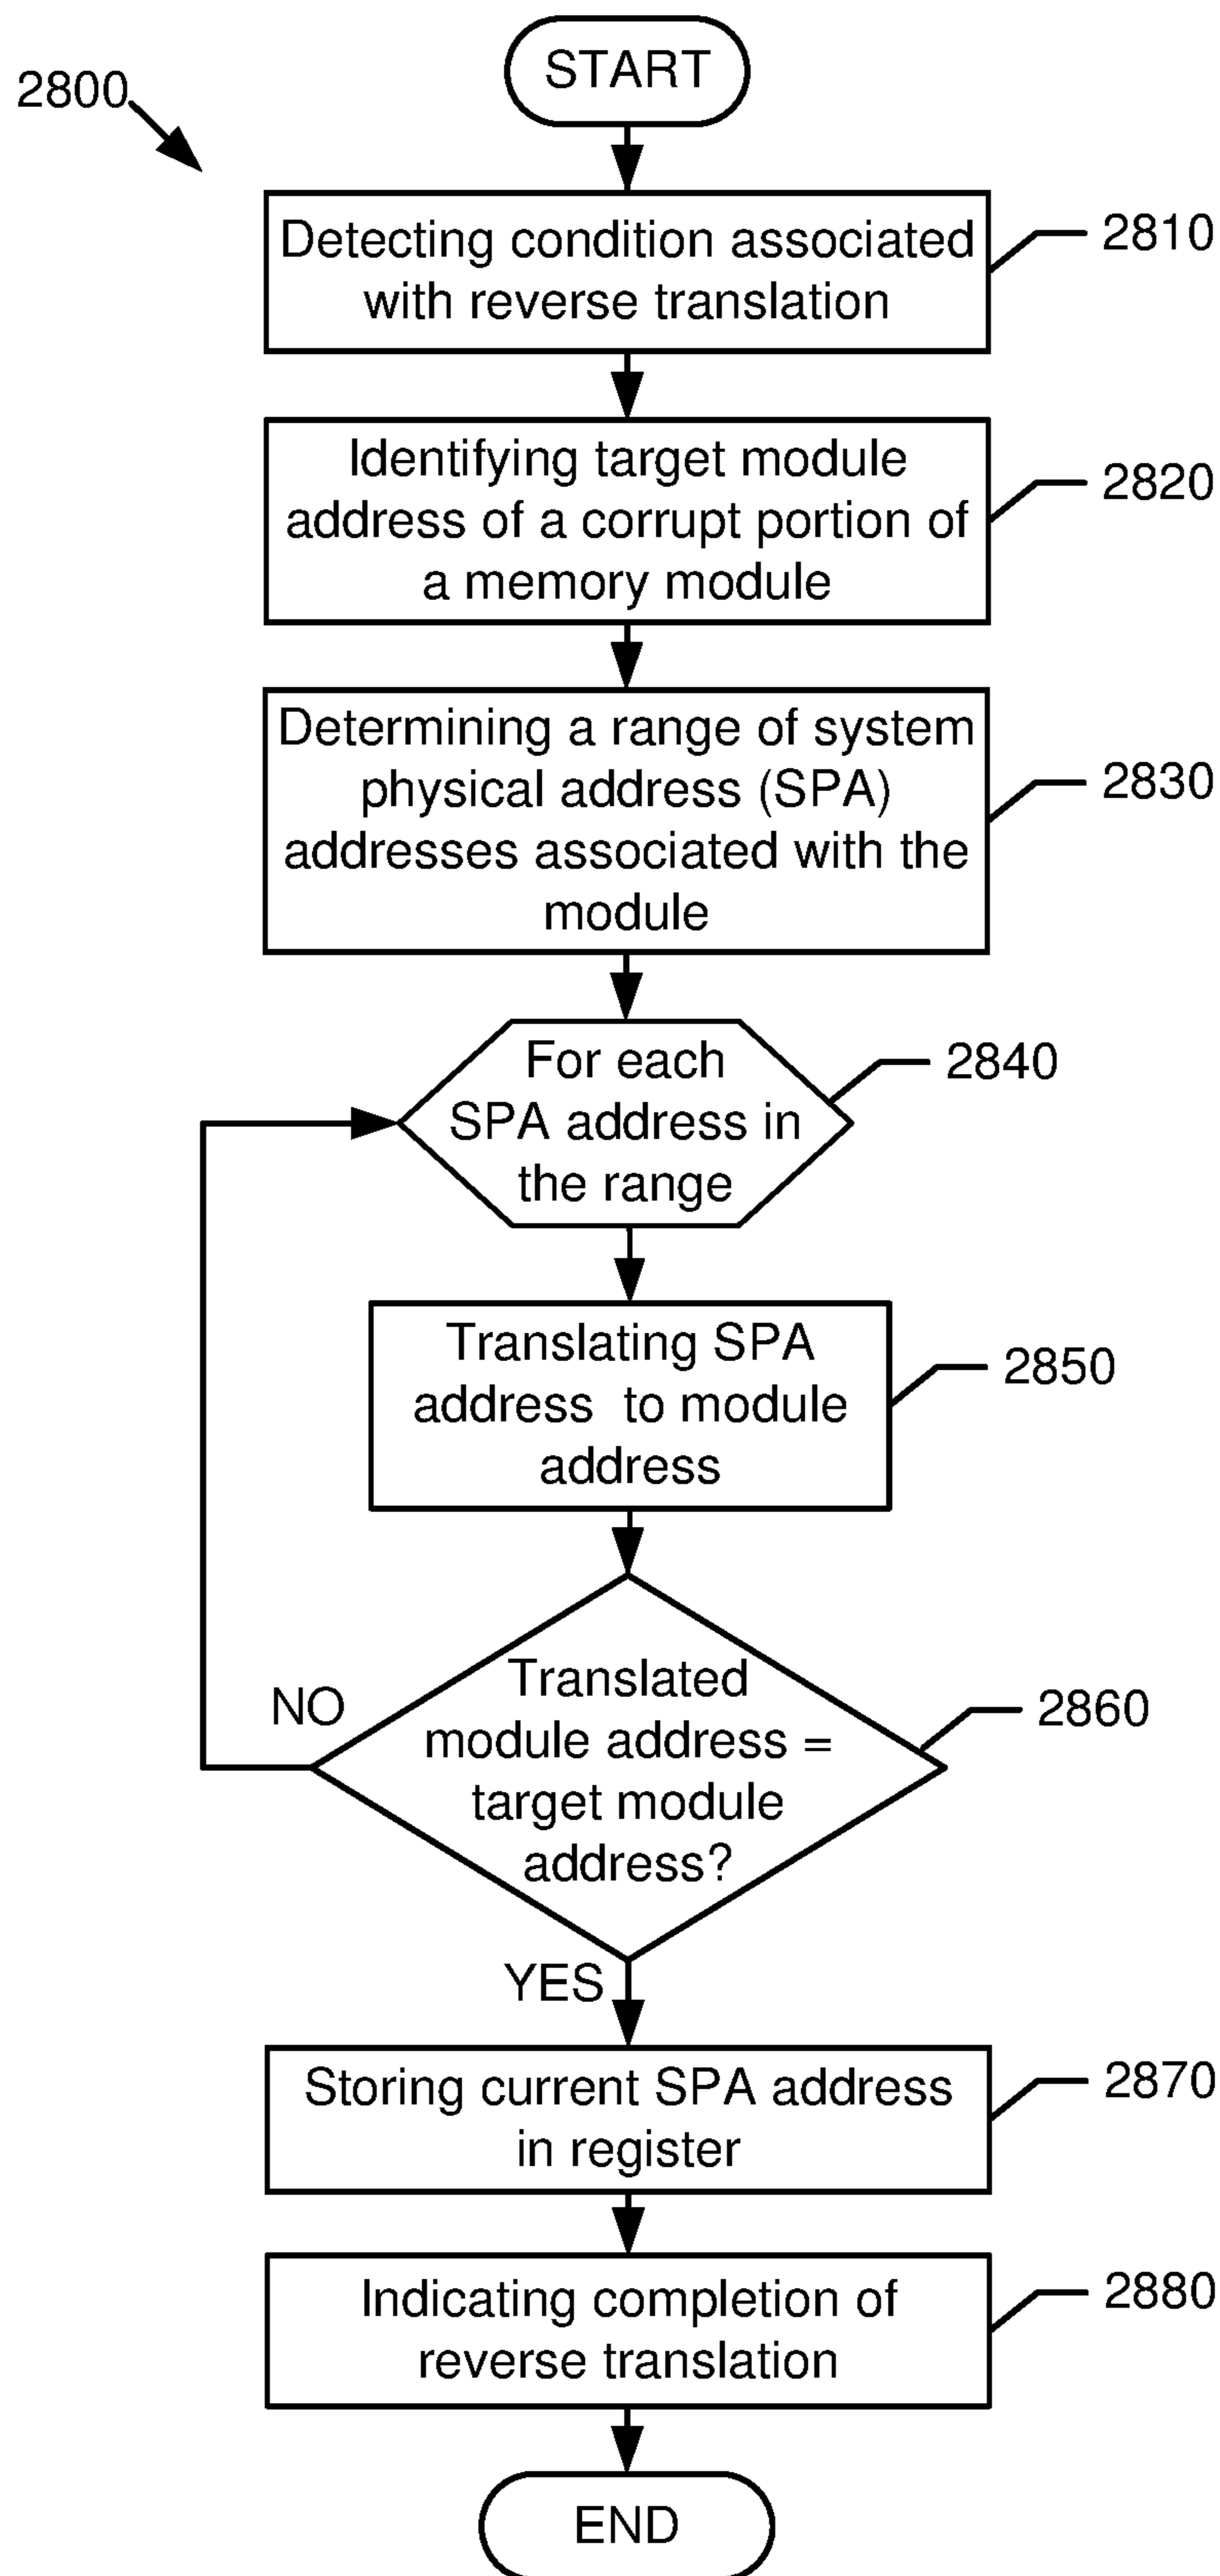 START
2800
Detecting condition associated
with reverse translation
2810
Identifying target module
address of a corrupt portion of
a memory module
2820
Determining a range of system
physical address (SPA)
addresses associated with the
module
2830
For each
SPA address in
the range
2840
Translating SPA
address to module
address
2850
Translated
module address =
target module
address?
2860
NO
YES
Storing current SPA address
in register
2870
Indicating completion of
reverse translation
2880
END